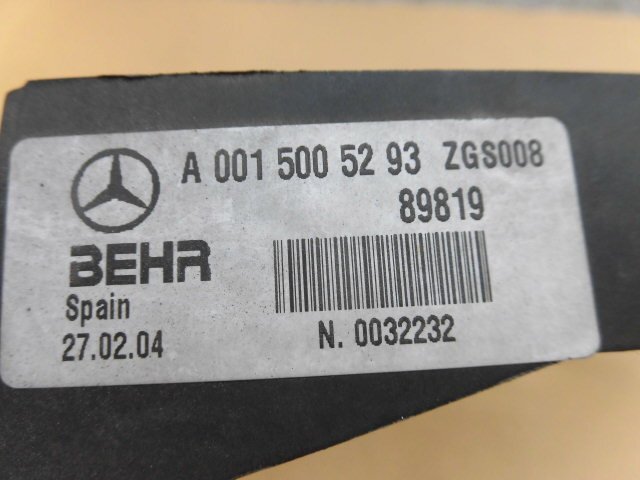 A 001 500 52 93 ZGS008
89819
BEHR
Spain
27.02.04
N. 0032232